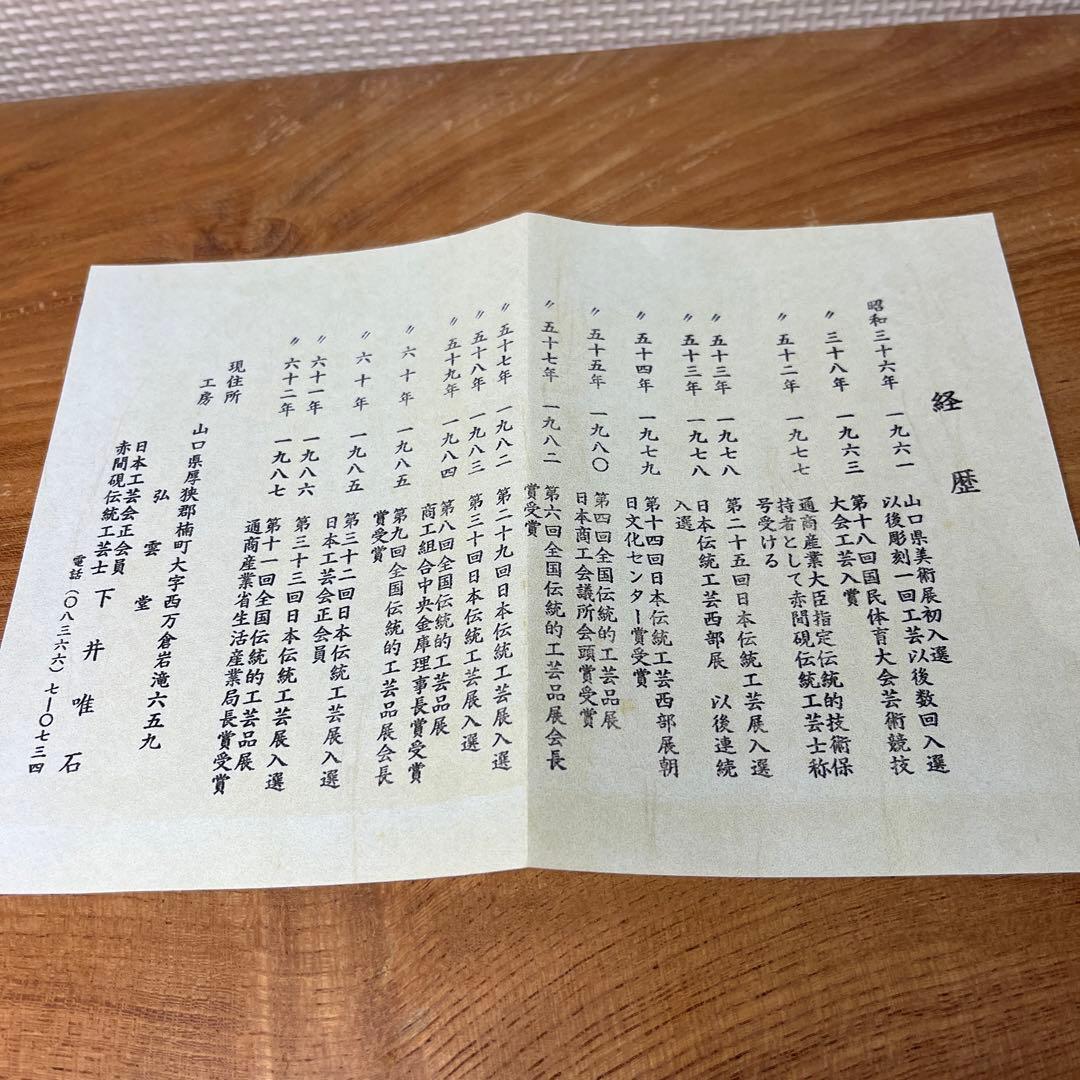 経歴
昭和三十六年 一九六一 山口県美術展初入選
以後彫刻一回工芸以後数回入選
〃 三十八年 一九六三 第十八回国民体育大会芸術競技
大会工芸入賞
〃 五十二年 一九七七 通商産業大臣指定伝統的技術保
持者として赤間硯伝統工芸士称
号受ける
〃 五十三年 一九七八 第二十五回日本伝統工芸展入選
〃 五十三年 一九七八 日本伝統工芸西部展 以後連続
入選
〃 五十四年 一九七九 第十四回日本伝統工芸西部展朝
日文化センター賞受賞
〃 五十五年 一九八〇 第四回全国伝統的工芸品展
日本商工会議所会頭賞受賞
〃 五十七年 一九八二 第六回全国伝統的工芸品展会長
賞受賞
〃 五十七年 一九八二 第二十九回日本伝統工芸展入選
〃 五十八年 一九八三 第三十回日本伝統工芸展入選
〃 五十九年 一九八四 第八回全国伝統的工芸品展
商工組合中央金庫理事長賞受賞
〃 六十年 一九八五 第九回全国伝統的工芸品展会長
賞受賞
〃 六十年 一九八五 第三十二回日本伝統工芸展入選
日本工芸会正会員
〃 六十一年 一九八六 第三十三回日本伝統工芸展入選
〃 六十二年 一九八七 第十一回全国伝統的工芸品展
通商産業省生活産業局長賞受賞
現住所 山口県厚狭郡楠町大字西万倉岩滝六五九
工房 弘雲堂
日本工芸会正会員
赤間硯伝統工芸士 下井唯石
電話（〇八三六六）七ー〇七三四